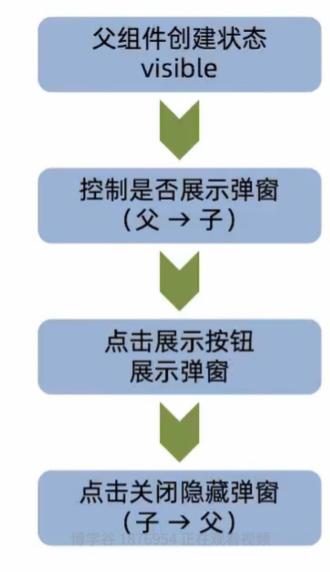 父组件创建状态
visible
控制是否展示弹窗
（父 → 子）
点击展示按钮
展示弹窗
点击关闭隐藏弹窗
（子 → 父）
博学谷 1876954 正在观看视频